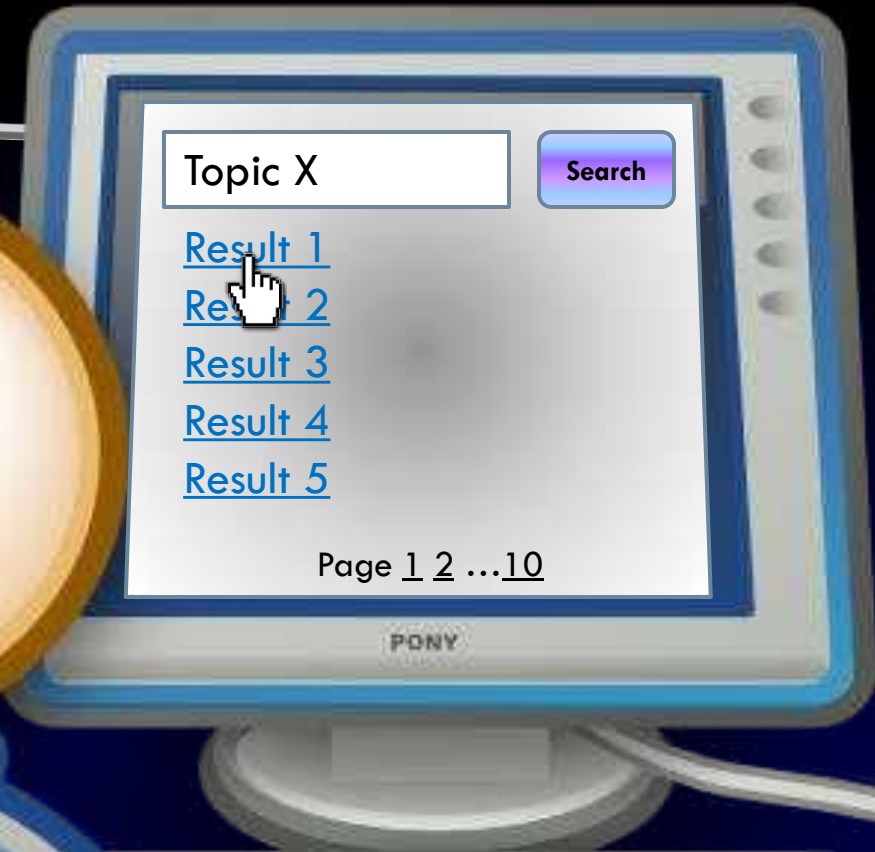 Topic X Search
Result 1
Result 2
Result 3
Result 4
Result 5
Page 1 2 ...10
PONY